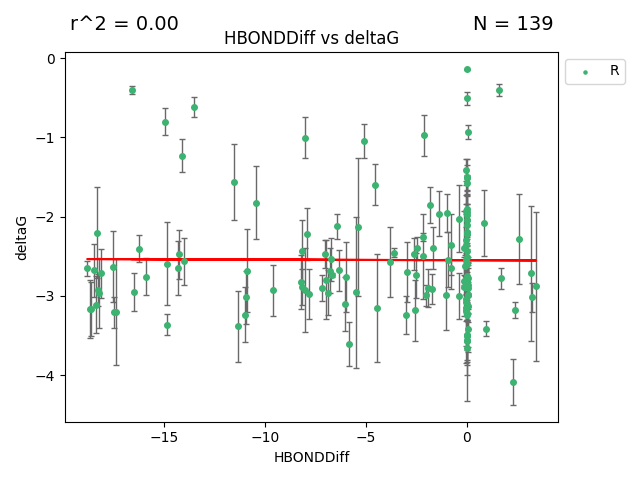 r^2 = 0.00
N = 139
HBONDDiff vs deltaG
R
0
−1
−2
−3
−4
deltaG
−15
−10
−5
0
HBONDDiff